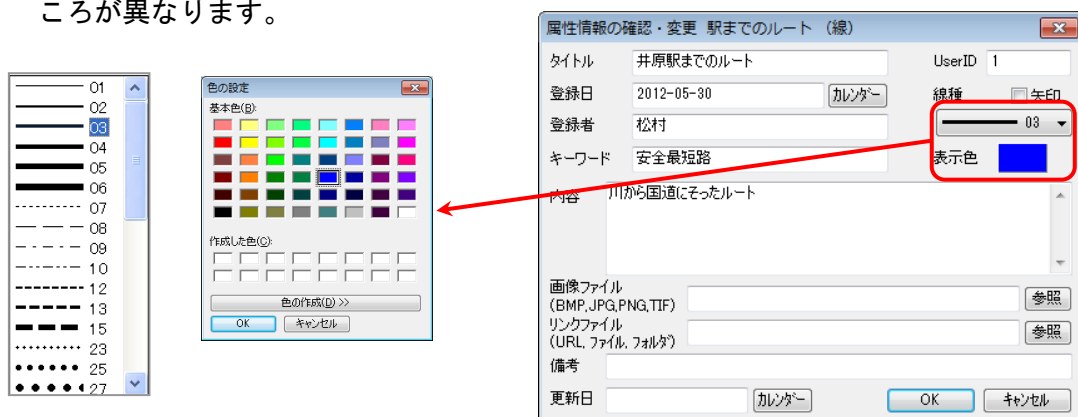 ころが異なります。
01
02
03
04
05
06
07
08
09
10
12
13
15
23
25
27
色の設定
基本色(B):
作成した色(C):
色の作成(D) >>
OK キャンセル
属性情報の確認・変更 駅までのルート (線)
タイトル 井原駅までのルート UserID 1
登録日 2012-05-30 カレンダー 線種 矢印
登録者 松村 03
キーワード 安全最短路 表示色
内容 川から国道にそったルート
画像ファイル
(BMP,JPG,PNG,TIF) 参照
リンクファイル
(URL, ファイル, フォルダ) 参照
備考
更新日 カレンダー OK キャンセル